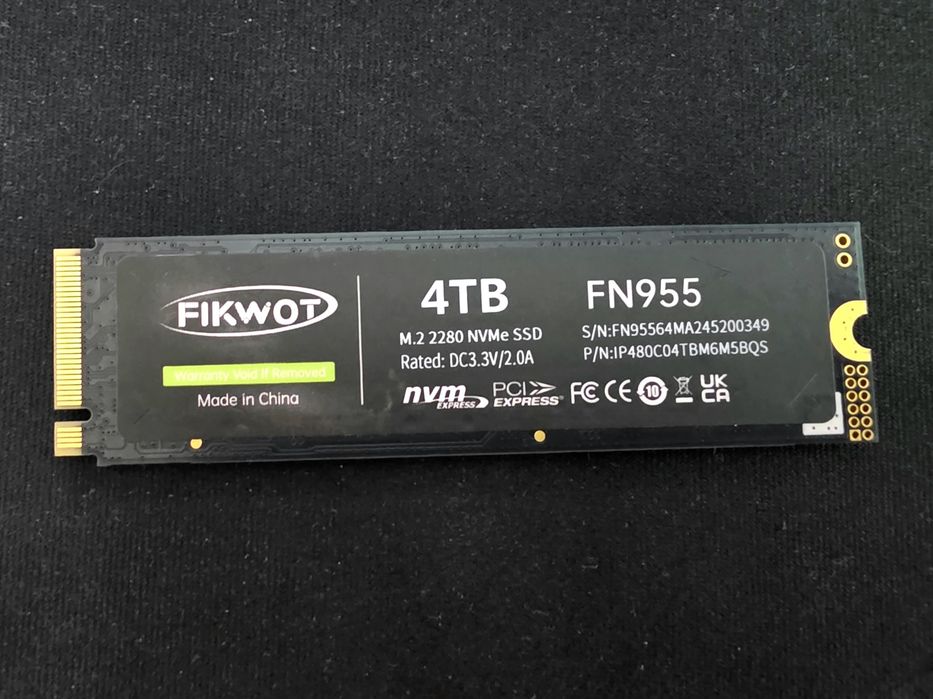 FIKWOT
Warranty Void If Removed
Made in China
4TB
M.2 2280 NVMe SSD
Rated: DC3.3V/2.0A
nvm EXPRESS
PCI EXPRESS
FN955
S/N:FN95564MA245200349
P/N:IP480C04TBM6M5BQS
FC CE 10 UK CA